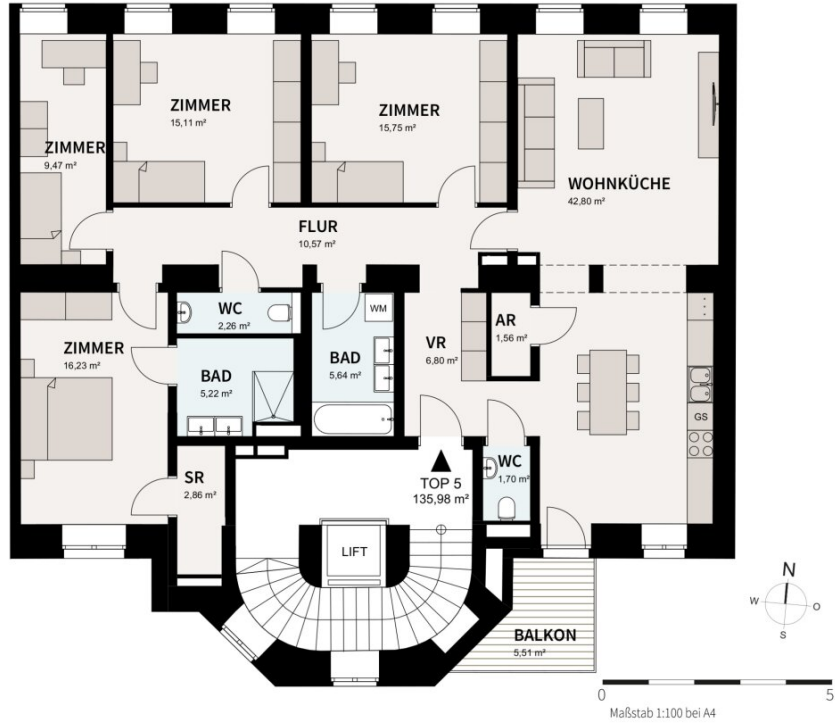 ZIMMER
15,11 m²
ZIMMER
15,75 m²
ZIMMER
9,47 m²
WOHNKÜCHE
42,80 m²
FLUR
10,57 m²
WC
2,26 m²
WM
AR
1,56 m²
VR
6,80 m²
ZIMMER
16,23 m²
BAD
5,22 m²
BAD
5,64 m²
GS
SR
2,86 m²
WC
1,70 m²
TOP 5
135,98 m²
LIFT
BALKON
5,51 m²
N
W
O
S
0
5
Maßstab 1:100 bei A4